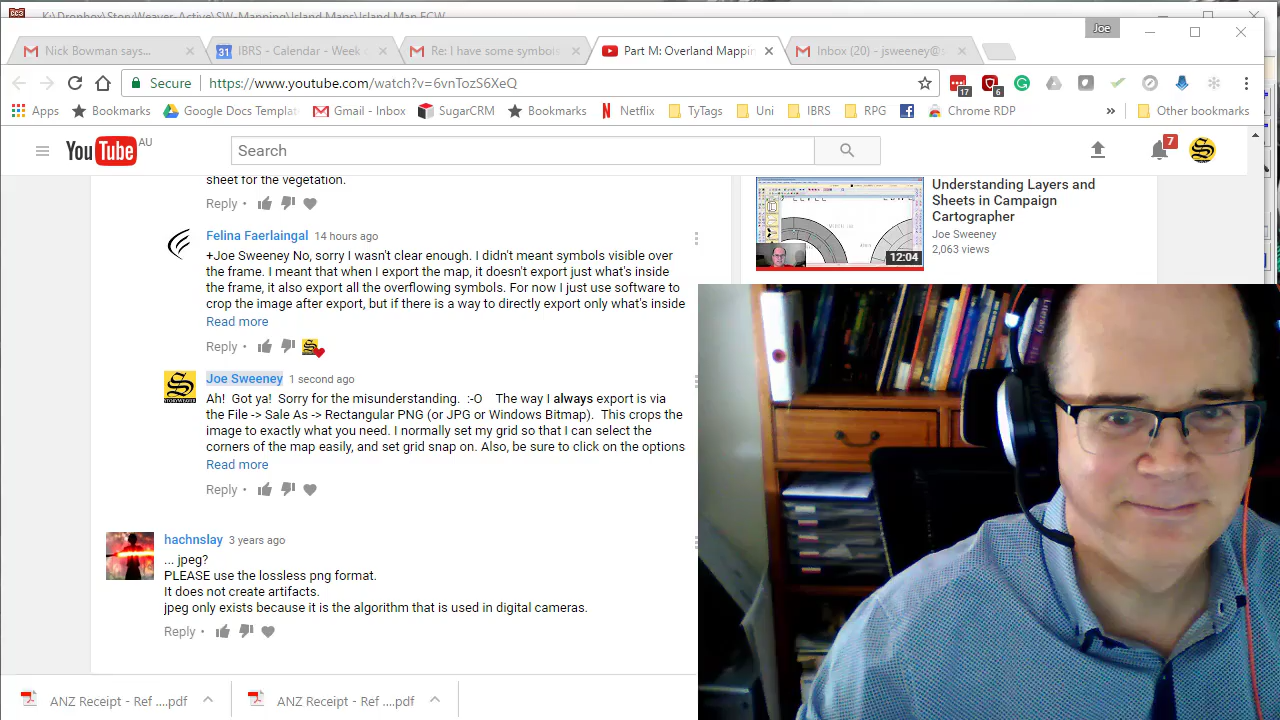 K:\Dropbox\StoryWeaver-Active\SW-Mapping\Island Maps\Island Map.FCW
Joe
Nick Bowman says...
31 IBRS - Calendar - Week o
Re: I have some symbols
Part M: Overland Mappin
Inbox (20) - jsweeney@
Secure https://www.youtube.com/watch?v=6vnTozS6XeQ
17
6
Apps
Bookmarks
Google Docs Templat
Gmail - Inbox
SugarCRM
Bookmarks
Netflix
TyTags
Uni
IBRS
RPG
Chrome RDP
»
Other bookmarks
YouTube AU
Search
7
sheet for the vegetation.
Reply •
Felina Faerlaingal 14 hours ago
+Joe Sweeney No, sorry I wasn't clear enough. I didn't meant symbols visible over
the frame. I meant that when I export the map, it doesn't export just what's inside
the frame, it also export all the overflowing symbols. For now I just use software to
crop the image after export, but if there is a way to directly export only what's inside
Read more
Reply •
Joe Sweeney 1 second ago
Ah! Got ya! Sorry for the misunderstanding. :-O The way I always export is via
the File -> Sale As -> Rectangular PNG (or JPG or Windows Bitmap). This crops the
image to exactly what you need. I normally set my grid so that I can select the
corners of the map easily, and set grid snap on. Also, be sure to click on the options
Read more
Reply •
hachnslay 3 years ago
... jpeg?
PLEASE use the lossless png format.
It does not create artifacts.
jpeg only exists because it is the algorithm that is used in digital cameras.
Reply •
12:04
Understanding Layers and
Sheets in Campaign
Cartographer
Joe Sweeney
2,063 views
ANZ Receipt - Ref ....pdf
ANZ Receipt - Ref ....pdf